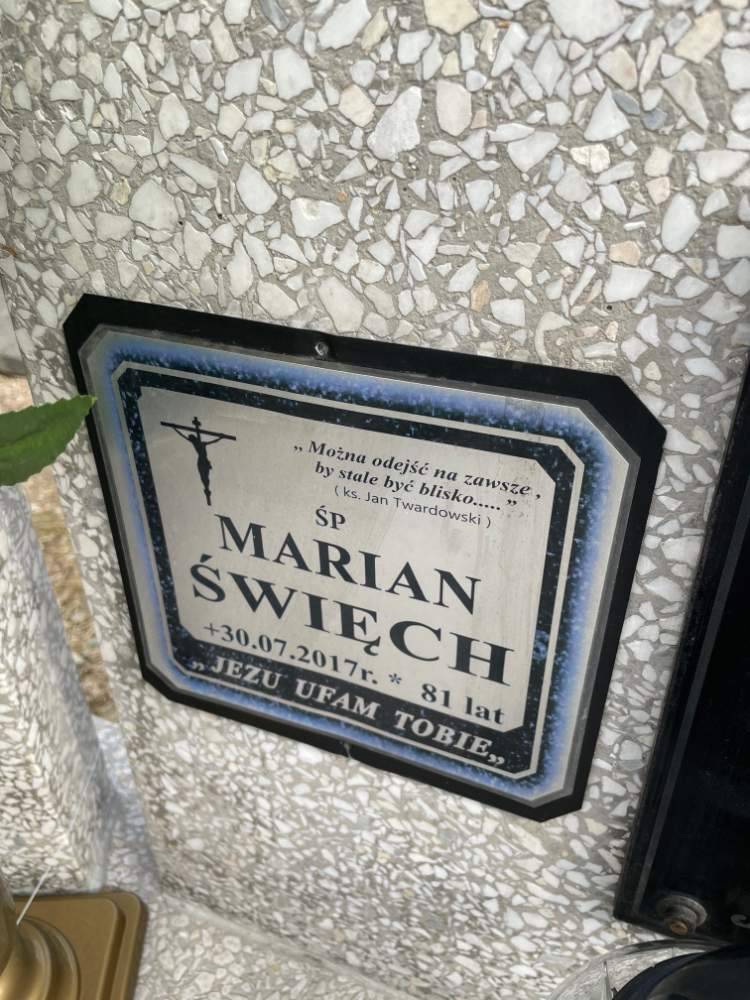 „Można odejść na zawsze,
by stale być blisko..... "
( ks. Jan Twardowski )
ŚP
MARIAN
ŚWIĘCH
+30.07.2017r. * 81 lat
„JEZU UFAM TOBIE„